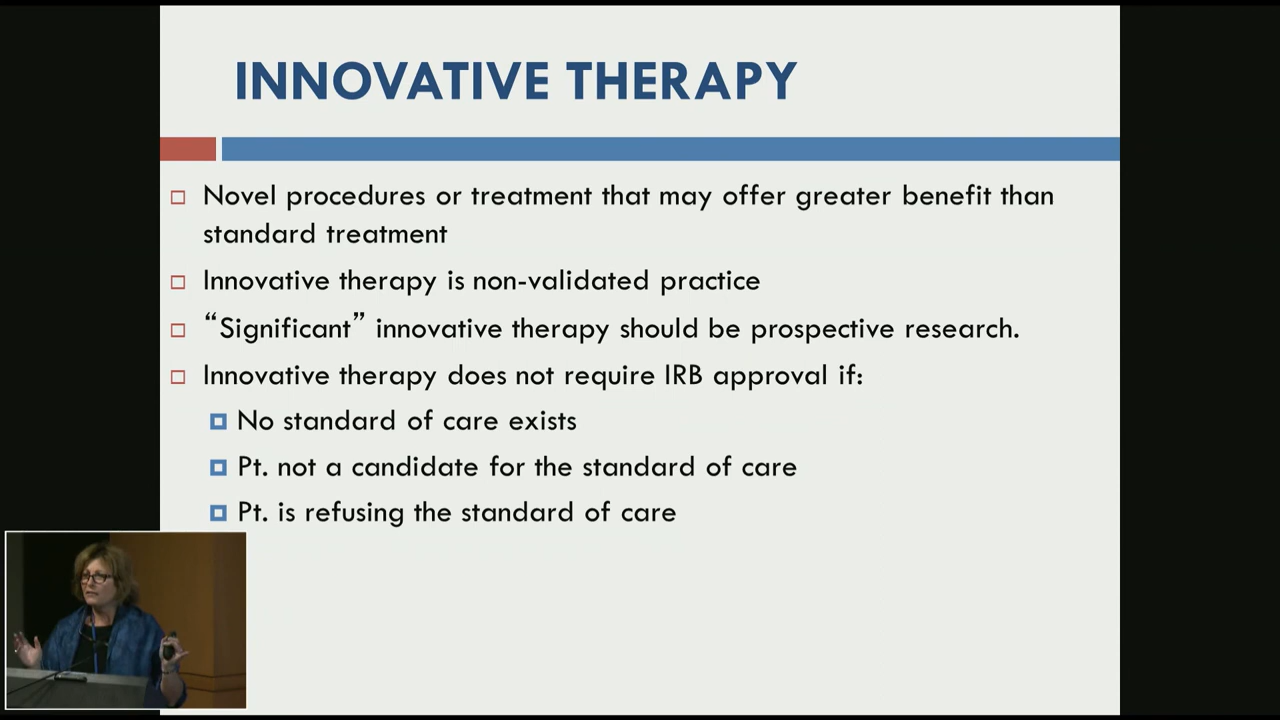 INNOVATIVE THERAPY
Novel procedures or treatment that may offer greater benefit than
standard treatment
Innovative therapy is non-validated practice
“Significant” innovative therapy should be prospective research.
Innovative therapy does not require IRB approval if:
No standard of care exists
Pt. not a candidate for the standard of care
Pt. is refusing the standard of care